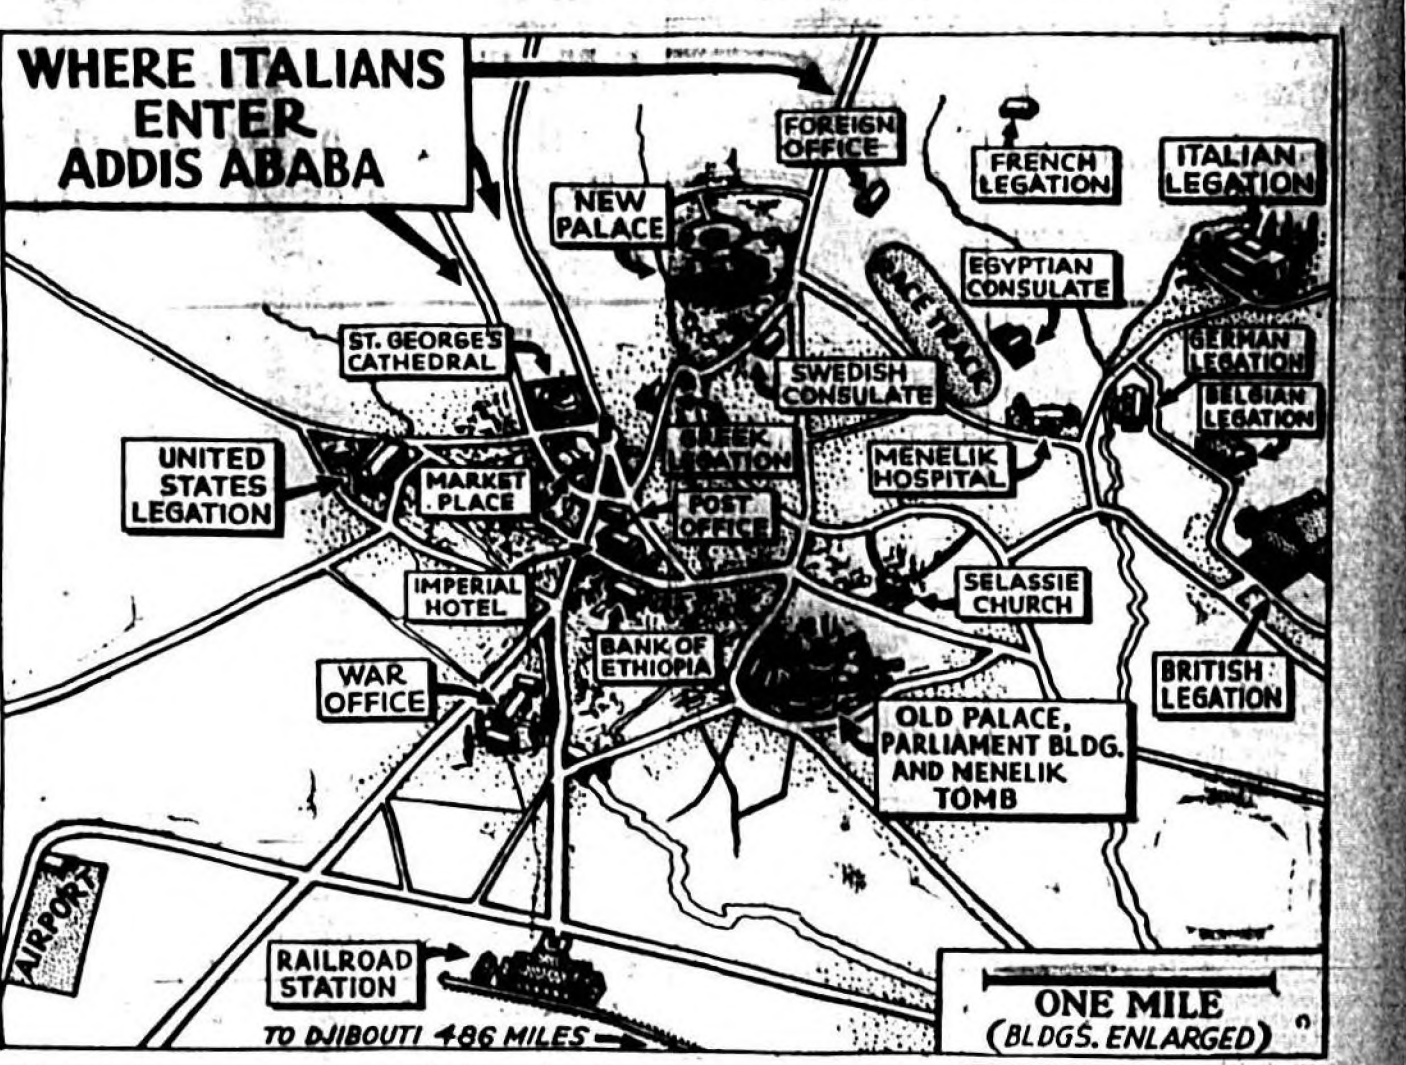 WHERE ITALIANS
ENTER
ADDIS ABABA
FOREIGN
OFFICE
FRENCH
LEGATION
ITALIAN
LEGATION
NEW
PALACE
EGYPTIAN
CONSULATE
RACE TRACK
ST. GEORGE'S
CATHEDRAL
GERMAN
LEGATION
SWEDISH
CONSULATE
BELGIAN
LEGATION
GREEK
LEGATION
UNITED
STATES
LEGATION
MARKET
PLACE
MENELIK
HOSPITAL
POST
OFFICE
IMPERIAL
HOTEL
SELASSIE
CHURCH
BANK OF
ETHIOPIA
WAR
OFFICE
BRITISH
LEGATION
OLD PALACE,
PARLIAMENT BLDG.
AND MENELIK
TOMB
AIRPORT
RAILROAD
STATION
TO DJIBOUTI 486 MILES
ONE MILE
(BLDGS. ENLARGED)